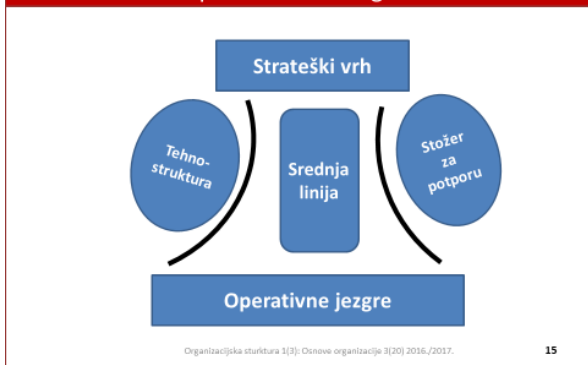 Strateški vrh
Tehno-
struktura
Srednja
linija
Stožer
za
potporu
Operativne jezgre
Organizacijska sturktura 1(3): Osnove organizacije 3(20) 2016./2017.
15